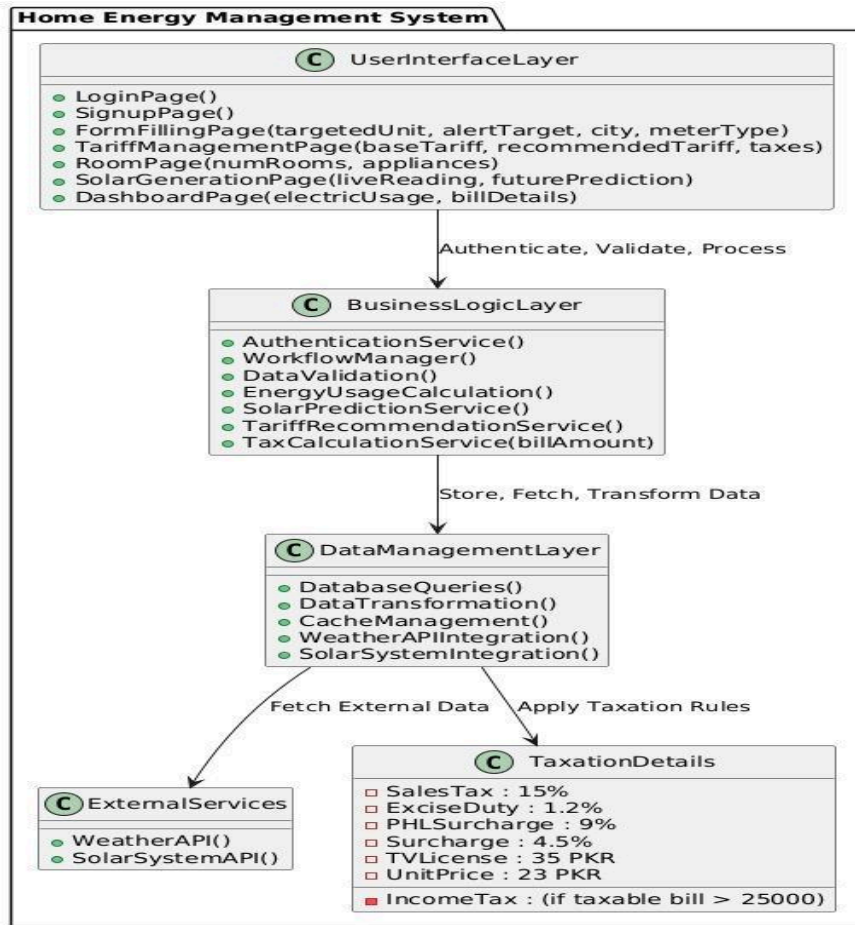 Home Energy Management System
C UserInterfaceLayer
LoginPage()
SignupPage()
FormFillingPage(targetedUnit, alertTarget, city, meterType)
TariffManagementPage(baseTariff, recommendedTariff, taxes)
RoomPage(numRooms, appliances)
SolarGenerationPage(liveReading, futurePrediction)
DashboardPage(electricUsage, billDetails)
Authenticate, Validate, Process
C BusinessLogicLayer
AuthenticationService()
WorkflowManager()
DataValidation()
EnergyUsageCalculation()
SolarPredictionService()
TariffRecommendationService()
TaxCalculationService(billAmount)
Store, Fetch, Transform Data
C DataManagementLayer
DatabaseQueries()
DataTransformation()
CacheManagement()
WeatherAPIIntegration()
SolarSystemIntegration()
Fetch External Data
Apply Taxation Rules
C ExternalServices
WeatherAPI()
SolarSystemAPI()
C TaxationDetails
SalesTax : 15%
ExciseDuty : 1.2%
PHLSurcharge : 9%
Surcharge : 4.5%
TVLicense : 35 PKR
UnitPrice : 23 PKR
IncomeTax : (if taxable bill > 25000)